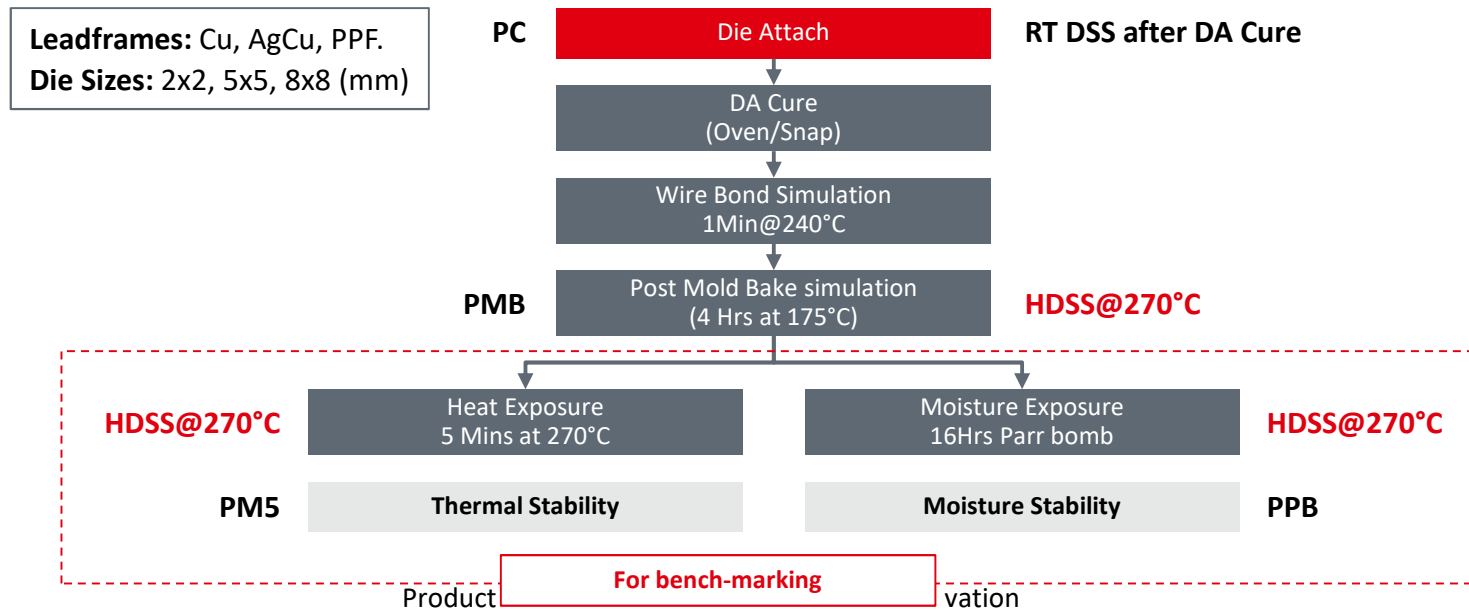 Leadframes: Cu, AgCu, PPF.
Die Sizes: 2x2, 5x5, 8x8 (mm)
PC
Die Attach
RT DSS after DA Cure
DA Cure
(Oven/Snap)
Wire Bond Simulation
1Min@240°C
PMB
Post Mold Bake simulation
(4 Hrs at 175°C)
HDSS@270°C
HDSS@270°C
Heat Exposure
5 Mins at 270°C
Moisture Exposure
16Hrs Parr bomb
HDSS@270°C
PM5
Thermal Stability
Moisture Stability
PPB
For bench-marking
Product vation